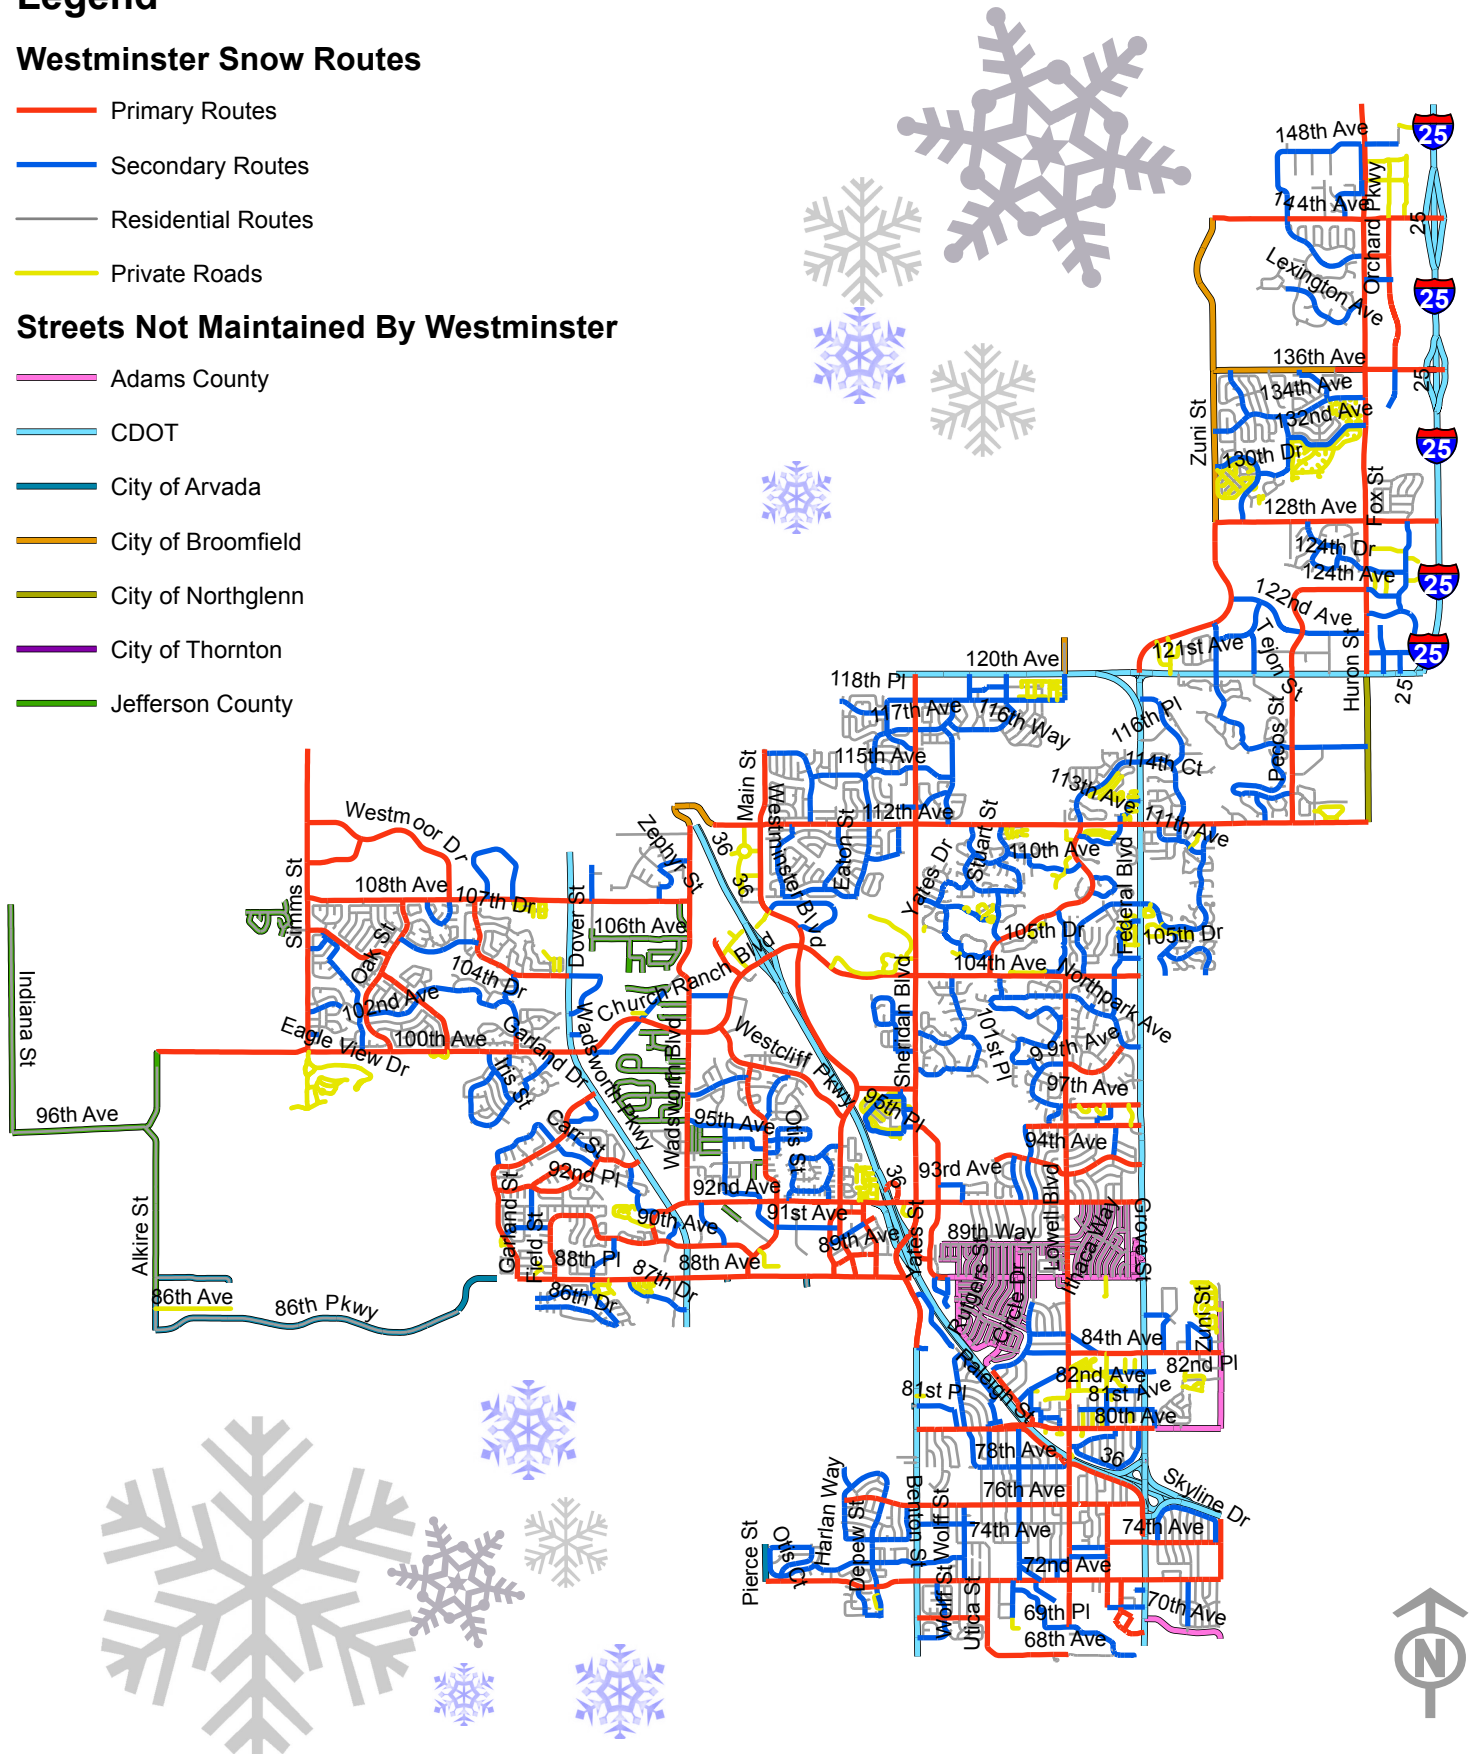 Legend
Westminster Snow Routes
Primary Routes
Secondary Routes
Residential Routes
Private Roads
Streets Not Maintained By Westminster
Adams County
CDOT
City of Arvada
City of Broomfield
City of Northglenn
City of Thornton
Jefferson County
148th Ave
25
144th Ave
Orchard Pkwy
25
Lexington Ave
25
136th Ave
25
134th Ave
132nd Ave
Zuni St
25
130th Dr
128th Ave
Fox St
124th Dr
124th Ave
25
122nd Ave
121st Ave
Tejon St
Huron St
25
120th Ave
25
118th Pl
117th Ave
116th Way
116th Pl
Pecos St
115th Ave
114th Ct
113th Ave
Main St
Westminster Blvd
112th Ave
111th Ave
Westmoor Dr
Zephyr St
36
36
Eaton St
Yates Dr
Stuart St
110th Ave
Federal Blvd
Simms St
108th Ave
107th Dr
Dover St
106th Ave
105th Dr
105th Dr
Oak St
104th Dr
104th Ave
Northpark Ave
Church Ranch Blvd
Sheridan Blvd
102nd Ave
101st Pl
Indiana St
Eagle View Dr
100th Ave
Garland Dr
Wadsworth Pkwy
Wadsworth Blvd
Westcliff Pkwy
99th Ave
97th Ave
Iris St
96th Ave
95th Ave
95th Pl
Otis St
Carr St
94th Ave
93rd Ave
92nd Pl
92nd Ave
36
Lowell Blvd
Alkire St
Garland St
Field St
91st Ave
90th Ave
89th Ave
Yates St
89th Way
Ithaca Way
Grove St
88th Pl
88th Ave
87th Dr
86th Dr
86th Ave
86th Pkwy
Rutgers St
Circle Dr
Zuni St
84th Ave
82nd Pl
82nd Ave
81st Ave
81st Pl
Raleigh St
80th Ave
78th Ave
36
Skyline Dr
76th Ave
Harlan Way
Benton St
Wolff St
74th Ave
74th Ave
Pierce St
Otis Ct
Depew St
72nd Ave
Wolff St
Utica St
70th Ave
69th Pl
68th Ave
N